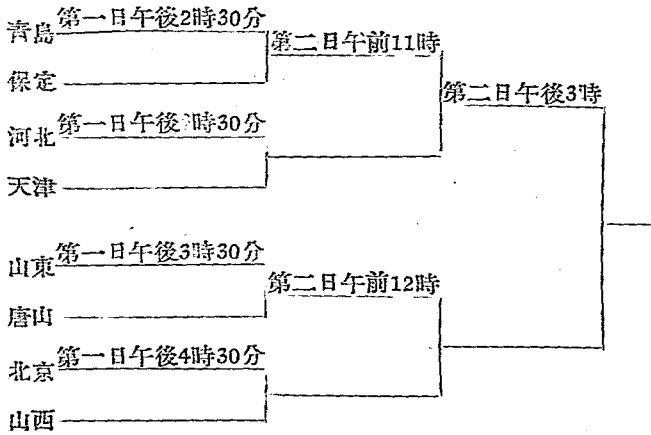 青島 第一日午後2時30分
第二日午前11時
保定
第二日午後3時
河北 第一日午後 時30分
天津
山東 第一日午後3時30分
第二日午前12時
唐山
北京 第一日午後4時30分
山西